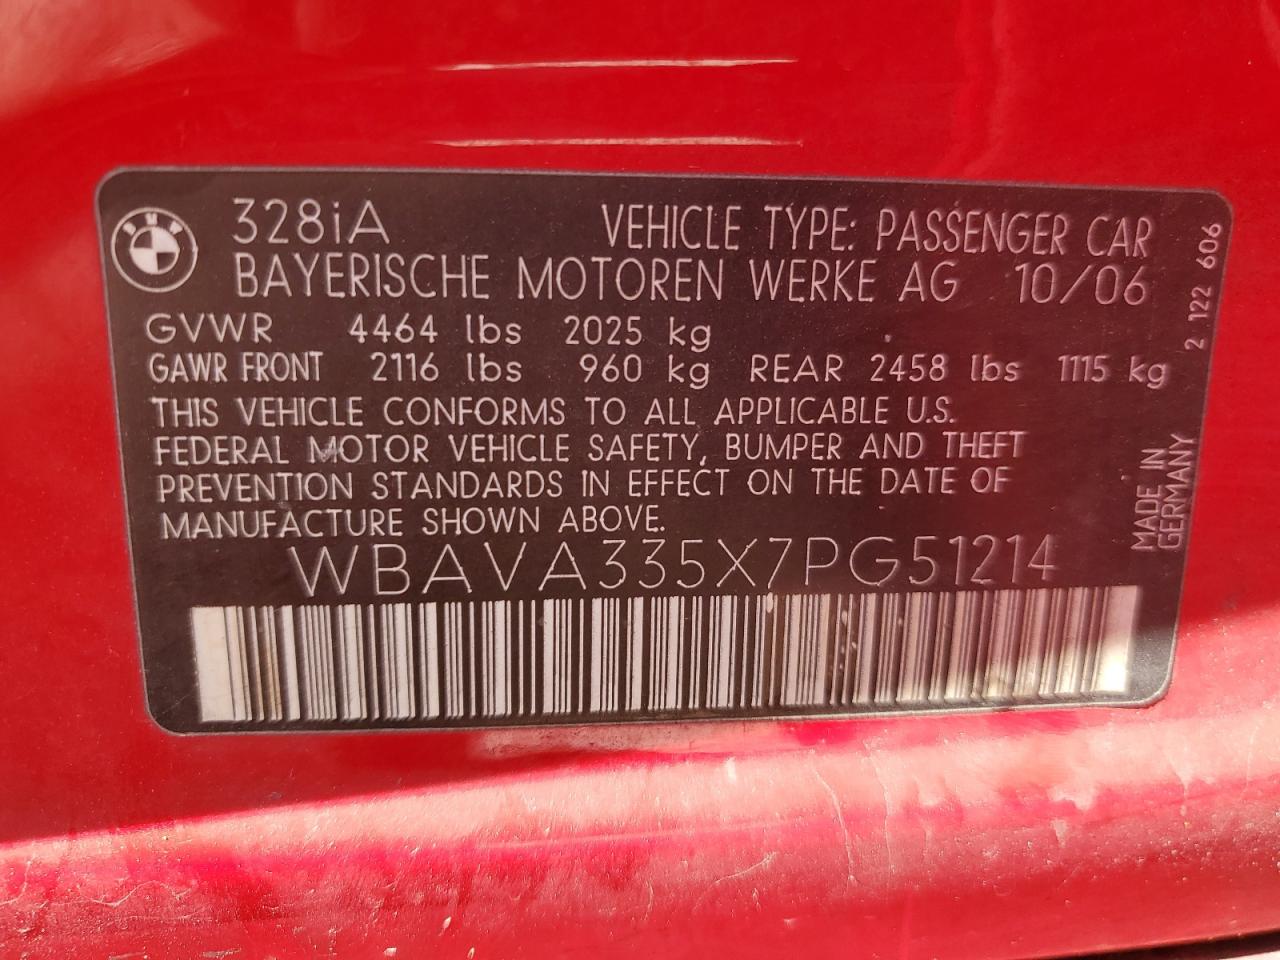 BMW
328iA VEHICLE TYPE: PASSENGER CAR
BAYERISCHE MOTOREN WERKE AG 10/06
GVWR 4464 lbs 2025 kg
GAWR FRONT 2116 lbs 960 kg REAR 2458 lbs 1115 kg
THIS VEHICLE CONFORMS TO ALL APPLICABLE U.S.
FEDERAL MOTOR VEHICLE SAFETY, BUMPER AND THEFT
PREVENTION STANDARDS IN EFFECT ON THE DATE OF
MANUFACTURE SHOWN ABOVE.
WBAVA335X7PG51214
MADE IN
GERMANY
2 122 606